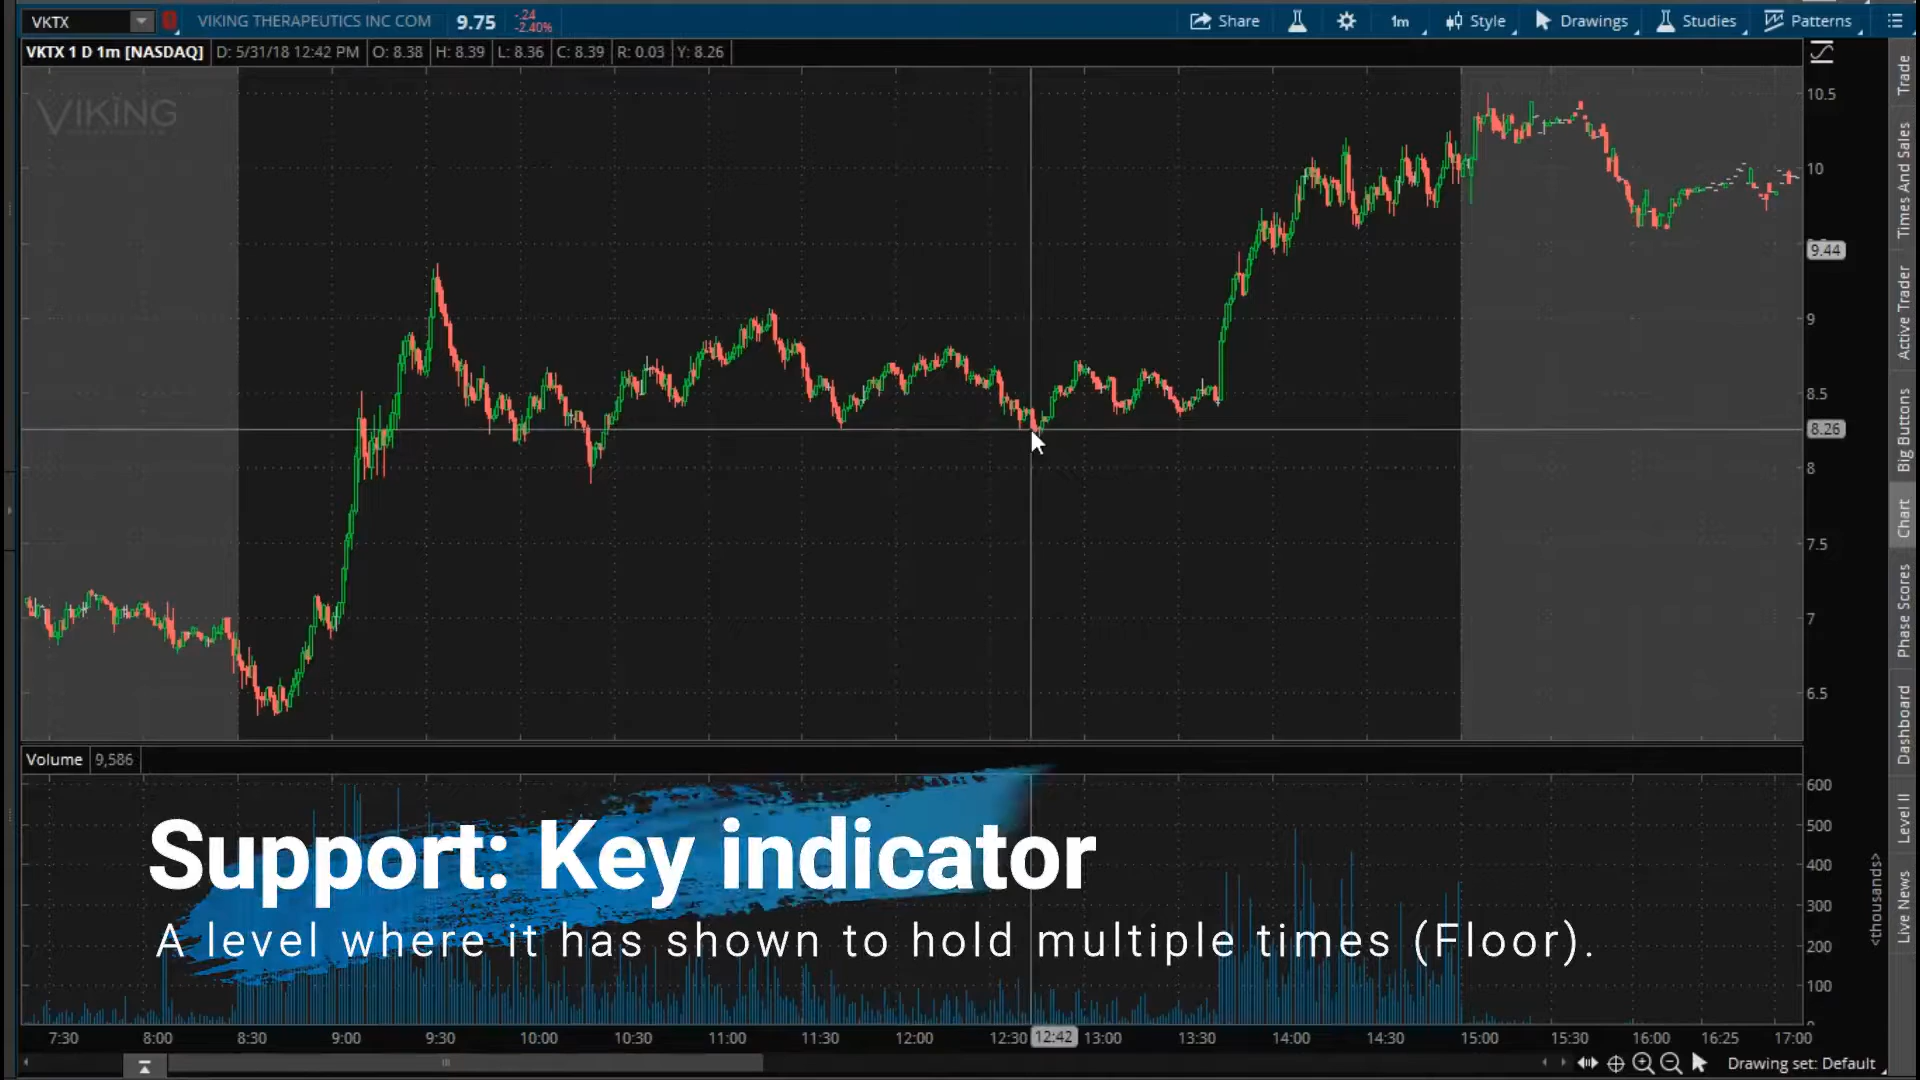 VKTX
VIKING THERAPEUTICS INC COM
9.75
-.24
-2.40%
Share
1m
Style
Drawings
Studies
Patterns
VKTX 1 D 1m [NASDAQ]
D: 5/31/18 12:42 PM
O: 8.38
H: 8.39
L: 8.36
C: 8.39
R: 0.03
Y: 8.26
VIKING
10.5
10
9.44
9
8.5
8.26
8
7.5
7
6.5
Trade
Times And Sales
Active Trader
Big Buttons
Chart
Phase Scores
Dashboard
Level II
Live News
Volume
9,586
600
500
400
300
200
100
0
<thousands>
Support: Key indicator
A level where it has shown to hold multiple times (Floor).
7:30
8:00
8:30
9:00
9:30
10:00
10:30
11:00
11:30
12:00
12:30
12:42
13:00
13:30
14:00
14:30
15:00
15:30
16:00
16:25
17:00
Drawing set: Default